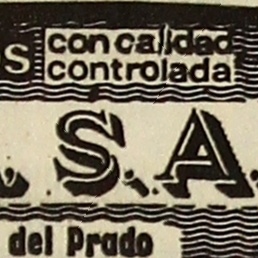 s con calidad
controlada
. S. A.
del Prado